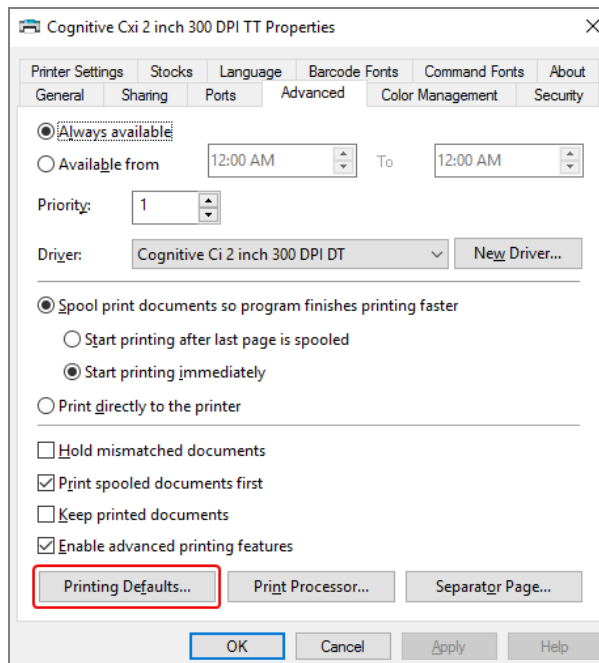 Cognitive Cxi 2 inch 300 DPI TT Properties
Printer Settings Stocks Language Barcode Fonts Command Fonts About
General Sharing Ports Advanced Color Management Security
Always available
Available from 12:00 AM To 12:00 AM
Priority: 1
Driver: Cognitive Ci 2 inch 300 DPI DT New Driver...
Spool print documents so program finishes printing faster
Start printing after last page is spooled
Start printing immediately
Print directly to the printer
Hold mismatched documents
Print spooled documents first
Keep printed documents
Enable advanced printing features
Printing Defaults... Print Processor... Separator Page...
OK Cancel Apply Help